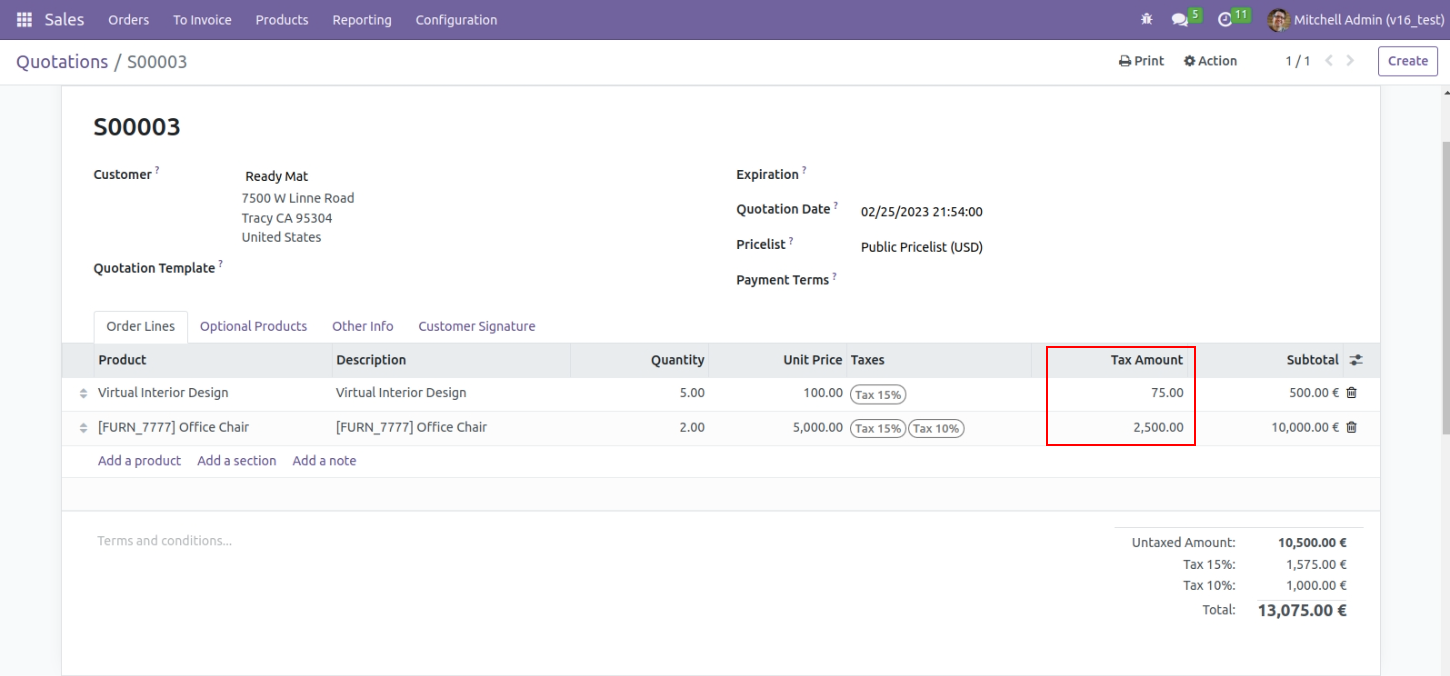 Sales Orders To Invoice Products Reporting Configuration 5 11 Mitchell Admin (v16_test)
Quotations / S00003 Print Action 1 / 1 Create
S00003
Customer ? Ready Mat
7500 W Linne Road
Tracy CA 95304
United States
Quotation Template ?
Expiration ?
Quotation Date ? 02/25/2023 21:54:00
Pricelist ? Public Pricelist (USD)
Payment Terms ?
Order Lines Optional Products Other Info Customer Signature
Product Description Quantity Unit Price Taxes Tax Amount Subtotal
Virtual Interior Design Virtual Interior Design 5.00 100.00 Tax 15% 75.00 500.00 €
[FURN_7777] Office Chair [FURN_7777] Office Chair 2.00 5,000.00 Tax 15% Tax 10% 2,500.00 10,000.00 €
Add a product Add a section Add a note
Terms and conditions...
Untaxed Amount: 10,500.00 €
Tax 15%: 1,575.00 €
Tax 10%: 1,000.00 €
Total: 13,075.00 €